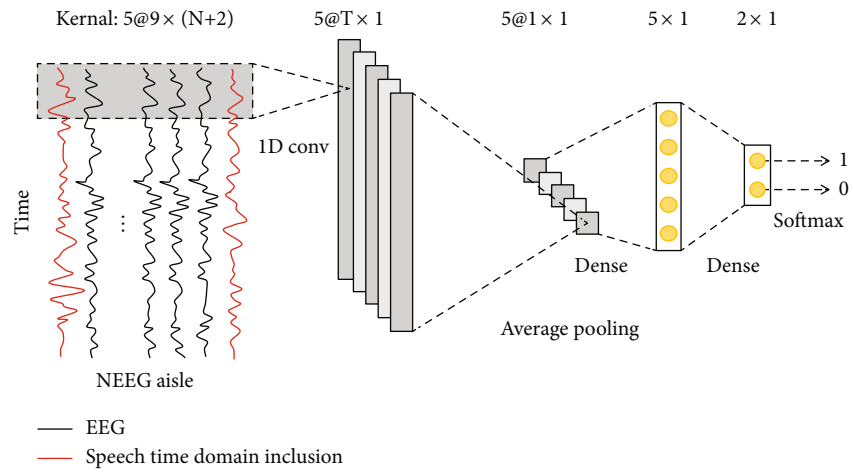 Kernal: 5@9 × (N+2)
5@T × 1
5@1 × 1
5 × 1
2 × 1
1D conv
Time
...
1
0
Softmax
Dense
Dense
Average pooling
NEEG aisle
EEG
Speech time domain inclusion